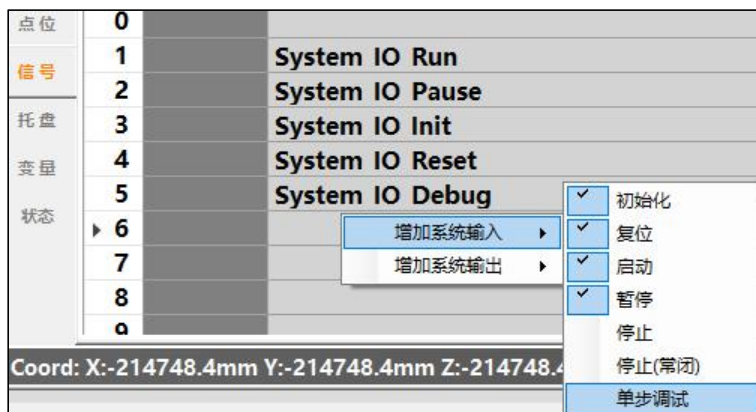 点位
信号
托盘
变量
状态
0
1 System IO Run
2 System IO Pause
3 System IO Init
4 System IO Reset
5 System IO Debug
6
7
8
9
增加系统输入
增加系统输出
初始化
复位
启动
暂停
停止
停止(常闭)
单步调试
Coord: X:-214748.4mm Y:-214748.4mm Z:-214748.4